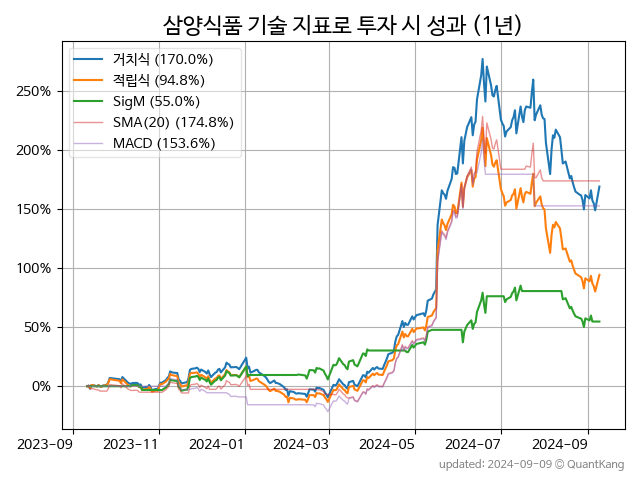 삼양식품 기술 지표로 투자 시 성과 (1년)
거치식 (170.0%)
적립식 (94.8%)
SigM (55.0%)
SMA(20) (174.8%)
MACD (153.6%)
250%
200%
150%
100%
50%
0%
2023-09 2023-11 2024-01 2024-03 2024-05 2024-07 2024-09
updated: 2024-09-09 © QuantKang